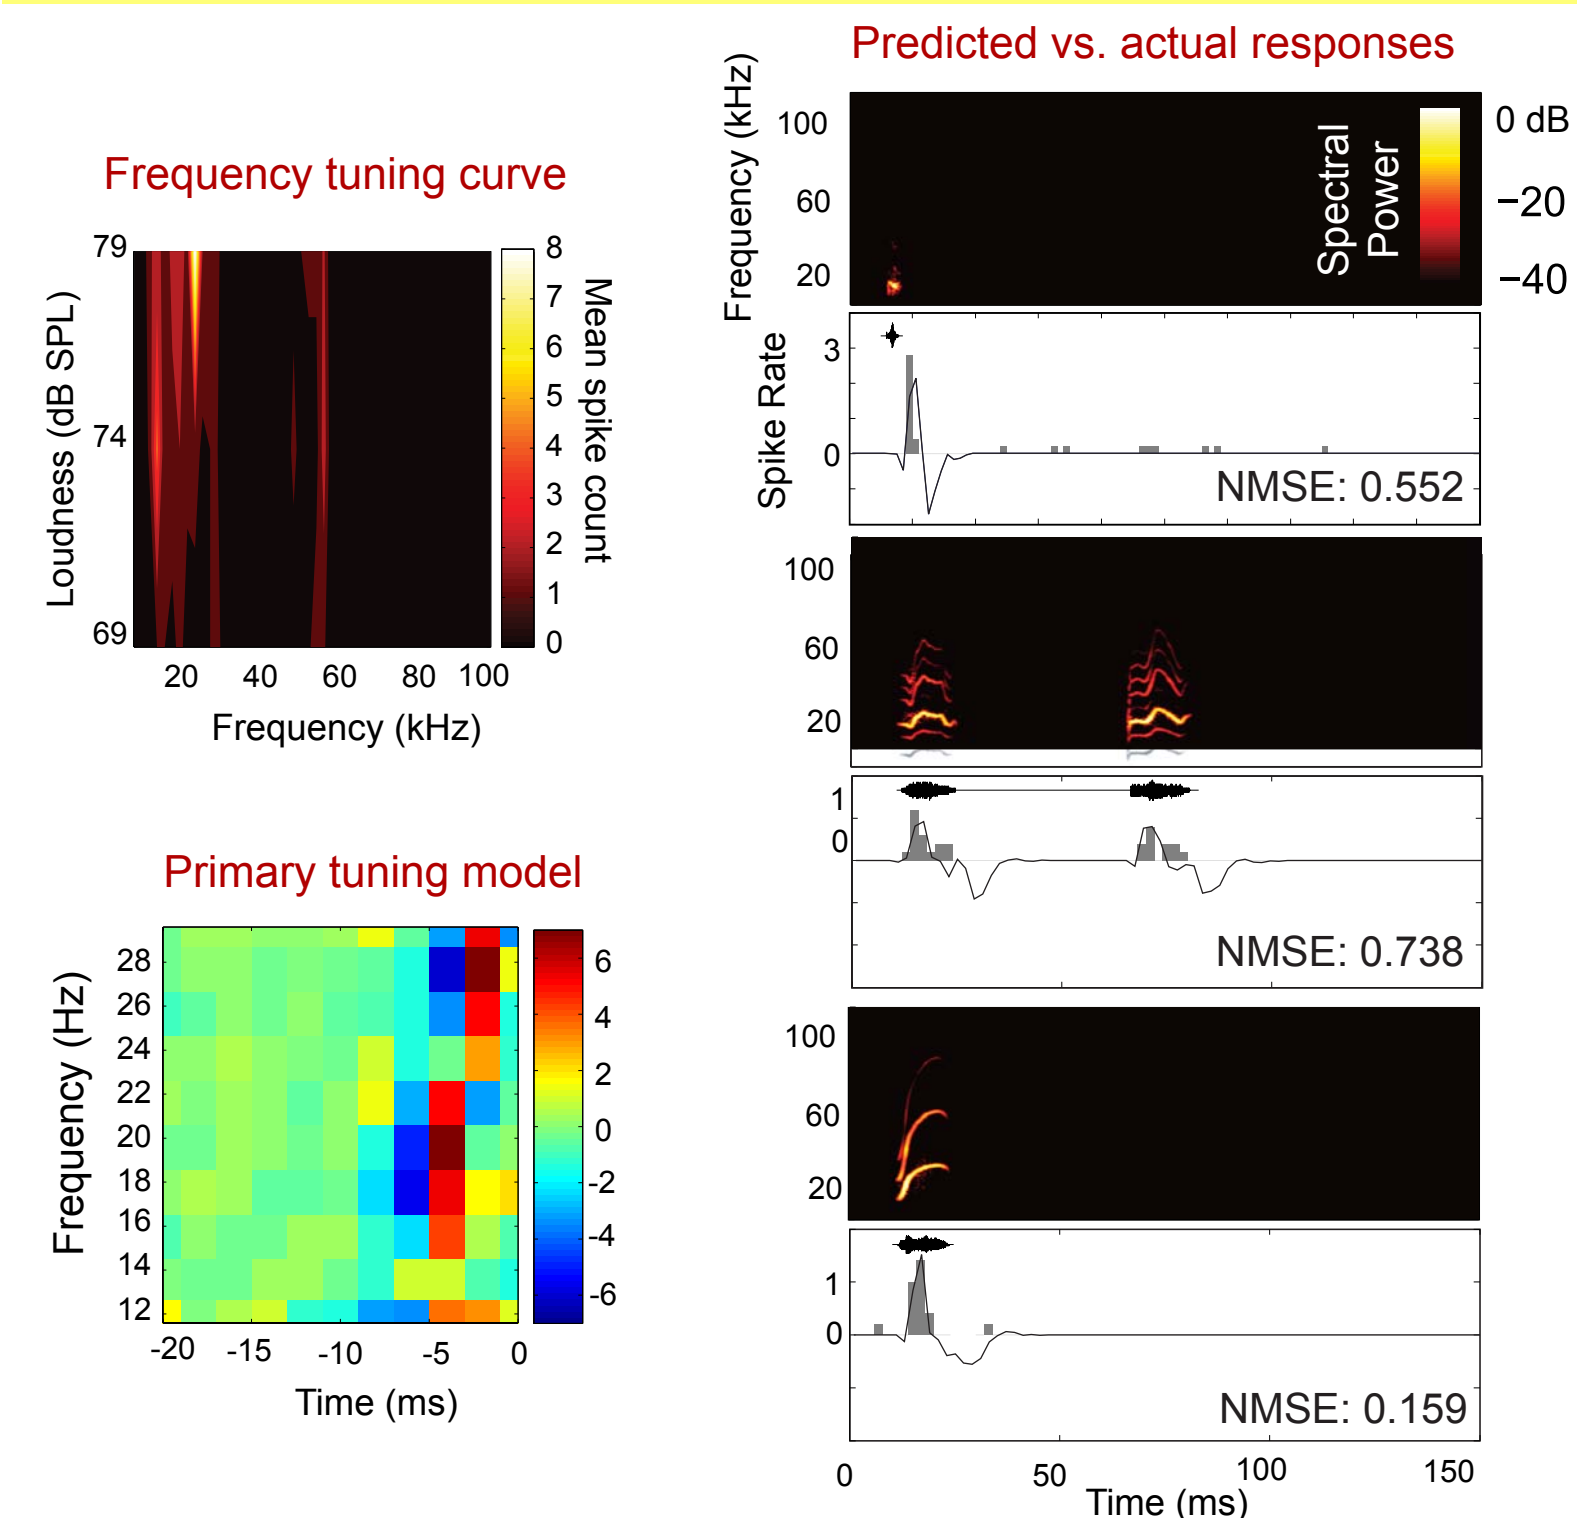 Frequency tuning curve
79
74
69
Loudness (dB SPL)
20 40 60 80 100
Frequency (kHz)
8
7
6
5
4
3
2
1
0
Mean spike count
Primary tuning model
28
26
24
22
20
18
16
14
12
Frequency (Hz)
-20 -15 -10 -5 0
Time (ms)
6
4
2
0
-2
-4
-6
Predicted vs. actual responses
Frequency (kHz)
100
60
20
Spectral
Power
0 dB
−20
−40
Spike Rate
3
0
NMSE: 0.552
100
60
20
1
0
NMSE: 0.738
100
60
20
1
0
NMSE: 0.159
0 50 100 150
Time (ms)